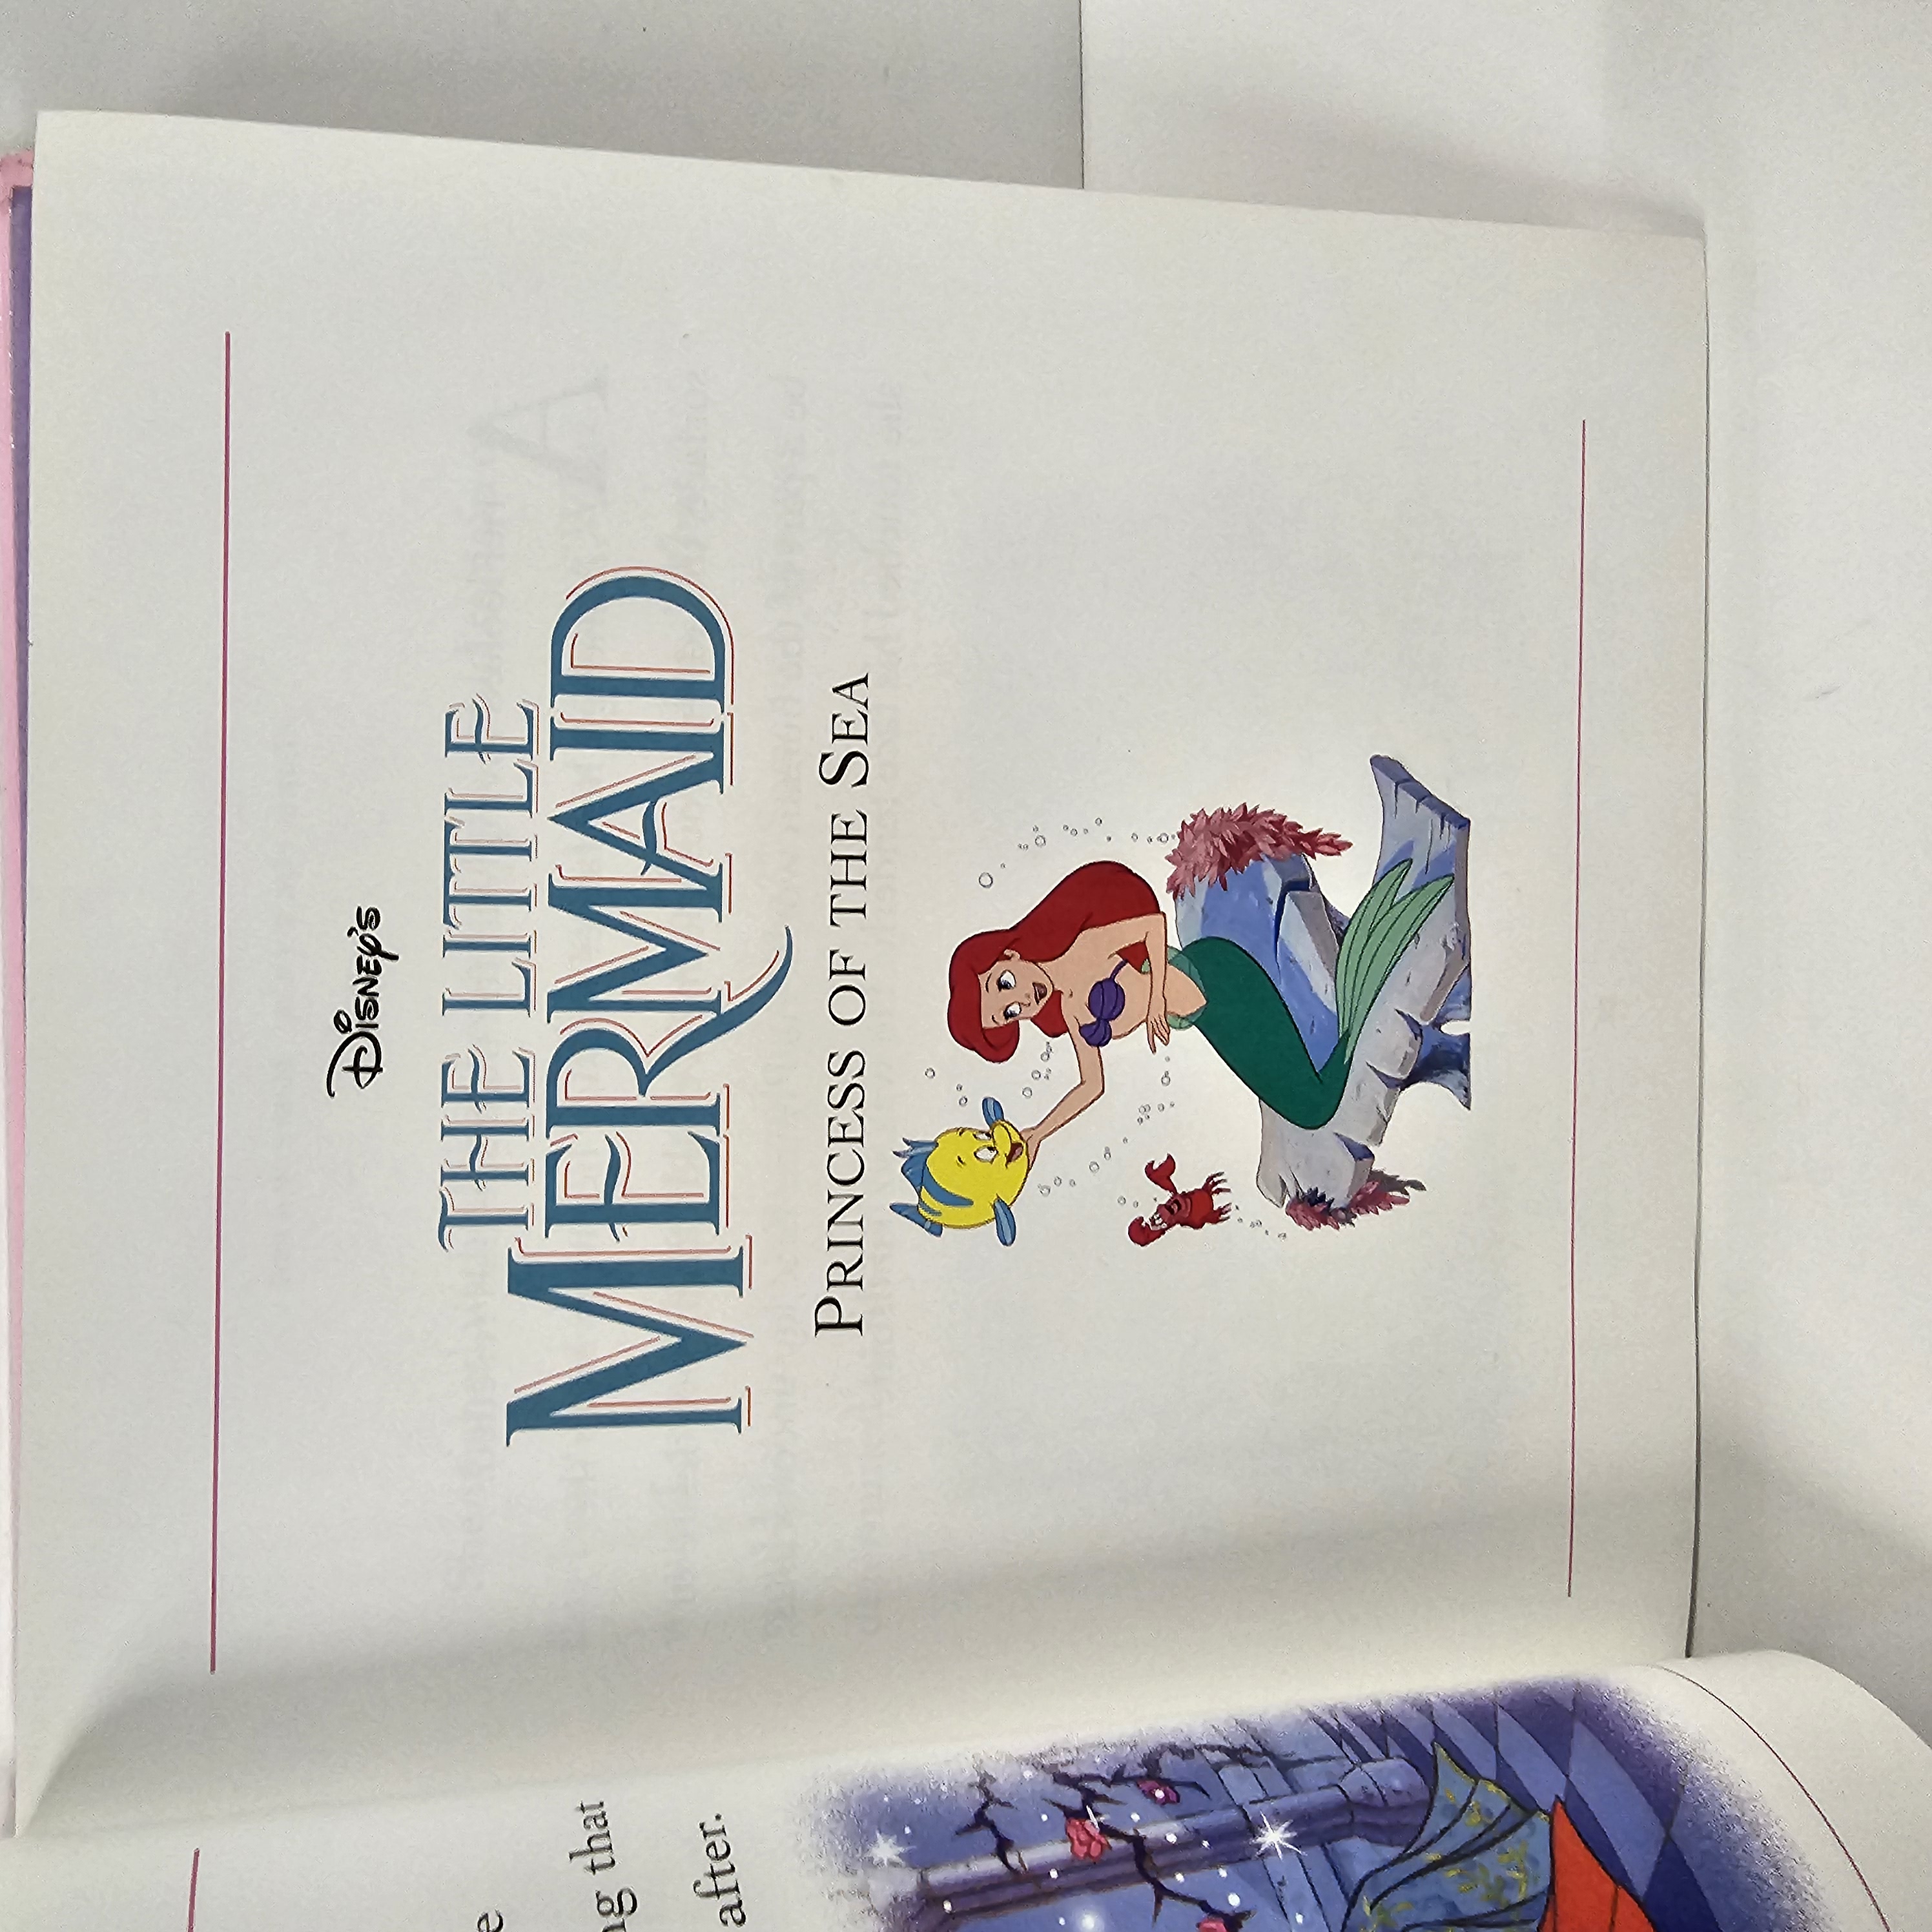 e
ng that
after.
Disney's
THE LITTLE
MERMAID
PRINCESS OF THE SEA